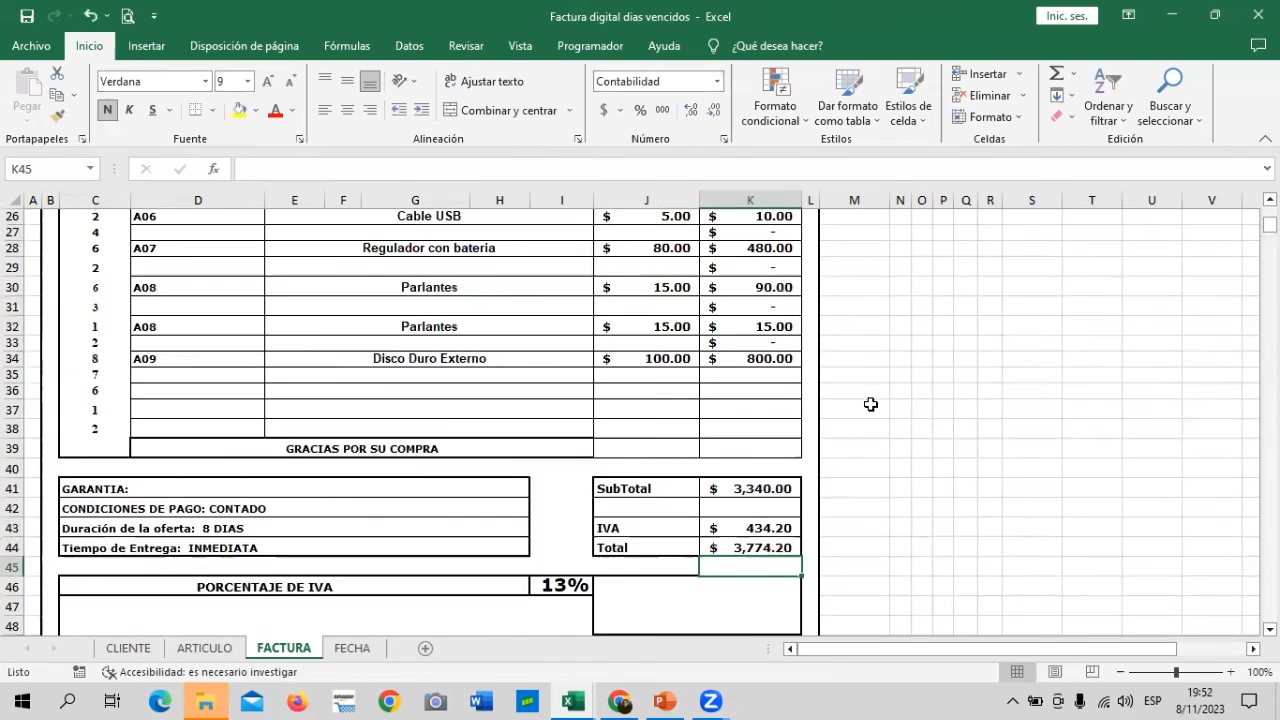 Factura digital dias vencidos - Excel
Inic. ses.
Archivo Inicio Insertar Disposición de página Fórmulas Datos Revisar Vista Programador Ayuda ¿Qué desea hacer?
Pegar
Verdana 9
N K S
Ajustar texto
Combinar y centrar
Contabilidad
$ % 000
Formato condicional
Dar formato como tabla
Estilos de celda
Insertar
Eliminar
Formato
Ordenar y filtrar
Buscar y seleccionar
Portapapeles Fuente Alineación Número Estilos Celdas Edición
K45 fx
A B C D E F G H I J K L M N O P Q R S T U V
26 2 A06 Cable USB $ 5.00 $ 10.00
27 4 $ -
28 6 A07 Regulador con bateria $ 80.00 $ 480.00
29 2 $ -
30 6 A08 Parlantes $ 15.00 $ 90.00
31 3 $ -
32 1 A08 Parlantes $ 15.00 $ 15.00
33 2 $ -
34 8 A09 Disco Duro Externo $ 100.00 $ 800.00
35 7
36 6
37 1
38 2
39 GRACIAS POR SU COMPRA
40
41 GARANTIA: SubTotal $ 3,340.00
42 CONDICIONES DE PAGO: CONTADO
43 Duración de la oferta: 8 DIAS IVA $ 434.20
44 Tiempo de Entrega: INMEDIATA Total $ 3,774.20
45
46 PORCENTAJE DE IVA 13%
47
48
CLIENTE ARTICULO FACTURA FECHA
Listo Accesibilidad: es necesario investigar 100%
ESP 19:52
8/11/2023